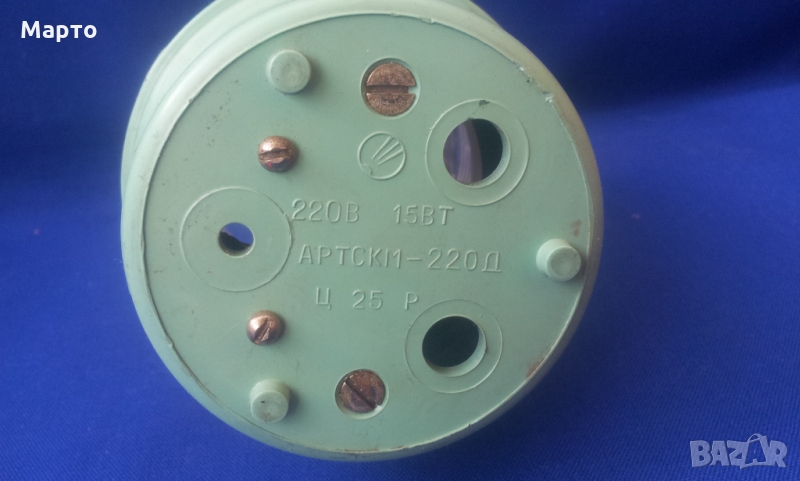 Марто
220В 15ВТ
АРТСКМ-220Д
Ц 25 Р
BAZAR